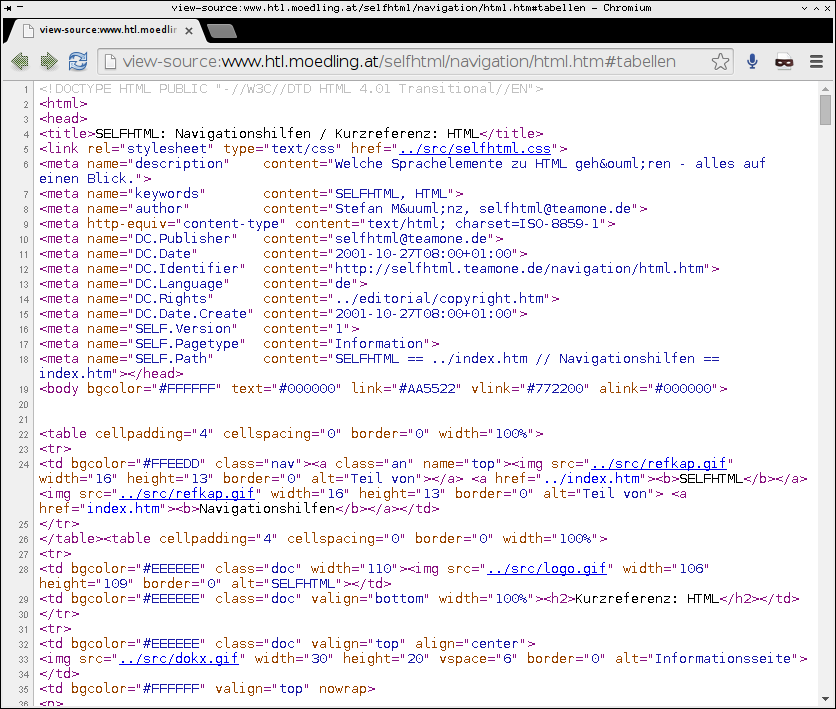 view-source:www.htl.moedling.at/selfhtml/navigation/html.htm#tabellen - Chromium
view-source:www.htl.moedlin
view-source:www.htl.moedling.at/selfhtml/navigation/html.htm#tabellen
1 <!DOCTYPE HTML PUBLIC "-//W3C//DTD HTML 4.01 Transitional//EN">
2 <html>
3 <head>
4 <title>SELFHTML: Navigationshilfen / Kurzreferenz: HTML</title>
5 <link rel="stylesheet" type="text/css" href="../src/selfhtml.css">
6 <meta name="description" content="Welche Sprachelemente zu HTML geh&ouml;ren - alles auf
einen Blick.">
7 <meta name="keywords" content="SELFHTML, HTML">
8 <meta name="author" content="Stefan M&uuml;nz, selfhtml@teamone.de">
9 <meta http-equiv="content-type" content="text/html; charset=ISO-8859-1">
10 <meta name="DC.Publisher" content="selfhtml@teamone.de">
11 <meta name="DC.Date" content="2001-10-27T08:00+01:00">
12 <meta name="DC.Identifier" content="http://selfhtml.teamone.de/navigation/html.htm">
13 <meta name="DC.Language" content="de">
14 <meta name="DC.Rights" content="../editorial/copyright.htm">
15 <meta name="DC.Date.Create" content="2001-10-27T08:00+01:00">
16 <meta name="SELF.Version" content="1">
17 <meta name="SELF.Pagetype" content="Information">
18 <meta name="SELF.Path" content="SELFHTML == ../index.htm // Navigationshilfen ==
index.htm"></head>
19 <body bgcolor="#FFFFFF" text="#000000" link="#AA5522" vlink="#772200" alink="#000000">
20
21
22 <table cellpadding="4" cellspacing="0" border="0" width="100%">
23 <tr>
24 <td bgcolor="#FFEEDD" class="nav"><a class="an" name="top"><img src="../src/refkap.gif"
width="16" height="13" border="0" alt="Teil von"></a> <a href="../index.htm"><b>SELFHTML</b></a>
<img src="../src/refkap.gif" width="16" height="13" border="0" alt="Teil von"> <a
href="index.htm"><b>Navigationshilfen</b></a></td>
25 </tr>
26 </table><table cellpadding="4" cellspacing="0" border="0" width="100%">
27 <tr>
28 <td bgcolor="#EEEEEE" class="doc" width="110"><img src="../src/logo.gif" width="106"
height="109" border="0" alt="SELFHTML"></td>
29 <td bgcolor="#EEEEEE" class="doc" valign="bottom" width="100%"><h2>Kurzreferenz: HTML</h2></td>
30 </tr>
31 <tr>
32 <td bgcolor="#EEEEEE" class="doc" valign="top" align="center">
33 <img src="../src/dokx.gif" width="30" height="20" vspace="6" border="0" alt="Informationsseite">
34 </td>
35 <td bgcolor="#FFFFFF" valign="top" nowrap>
36 <p>